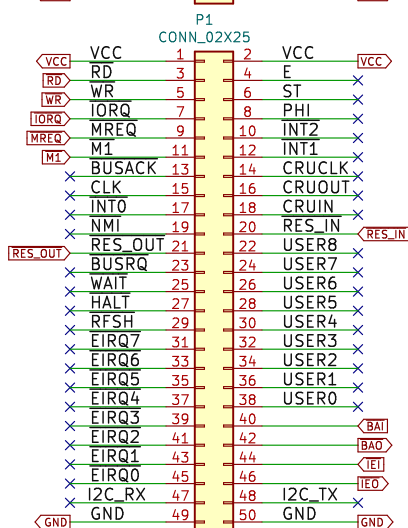 P1
CONN_02X25
VCC VCC 1 2 VCC VCC
RD RD 3 4 E
WR WR 5 6 ST
IORQ IORQ 7 8 PHI
MREQ MREQ 9 10 INT2
M1 M1 11 12 INT1
BUSACK 13 14 CRUCLK
CLK 15 16 CRUOUT
INT0 17 18 CRUIN
NMI 19 20 RES_IN RES_IN
RES_OUT RES_OUT 21 22 USER8
BUSRQ 23 24 USER7
WAIT 25 26 USER6
HALT 27 28 USER5
RFSH 29 30 USER4
EIRQ7 31 32 USER3
EIRQ6 33 34 USER2
EIRQ5 35 36 USER1
EIRQ4 37 38 USER0
EIRQ3 39 40 BAI
EIRQ2 41 42 BAO
EIRQ1 43 44 IEI
EIRQ0 45 46 IEO
I2C_RX 47 48 I2C_TX
GND GND 49 50 GND GND